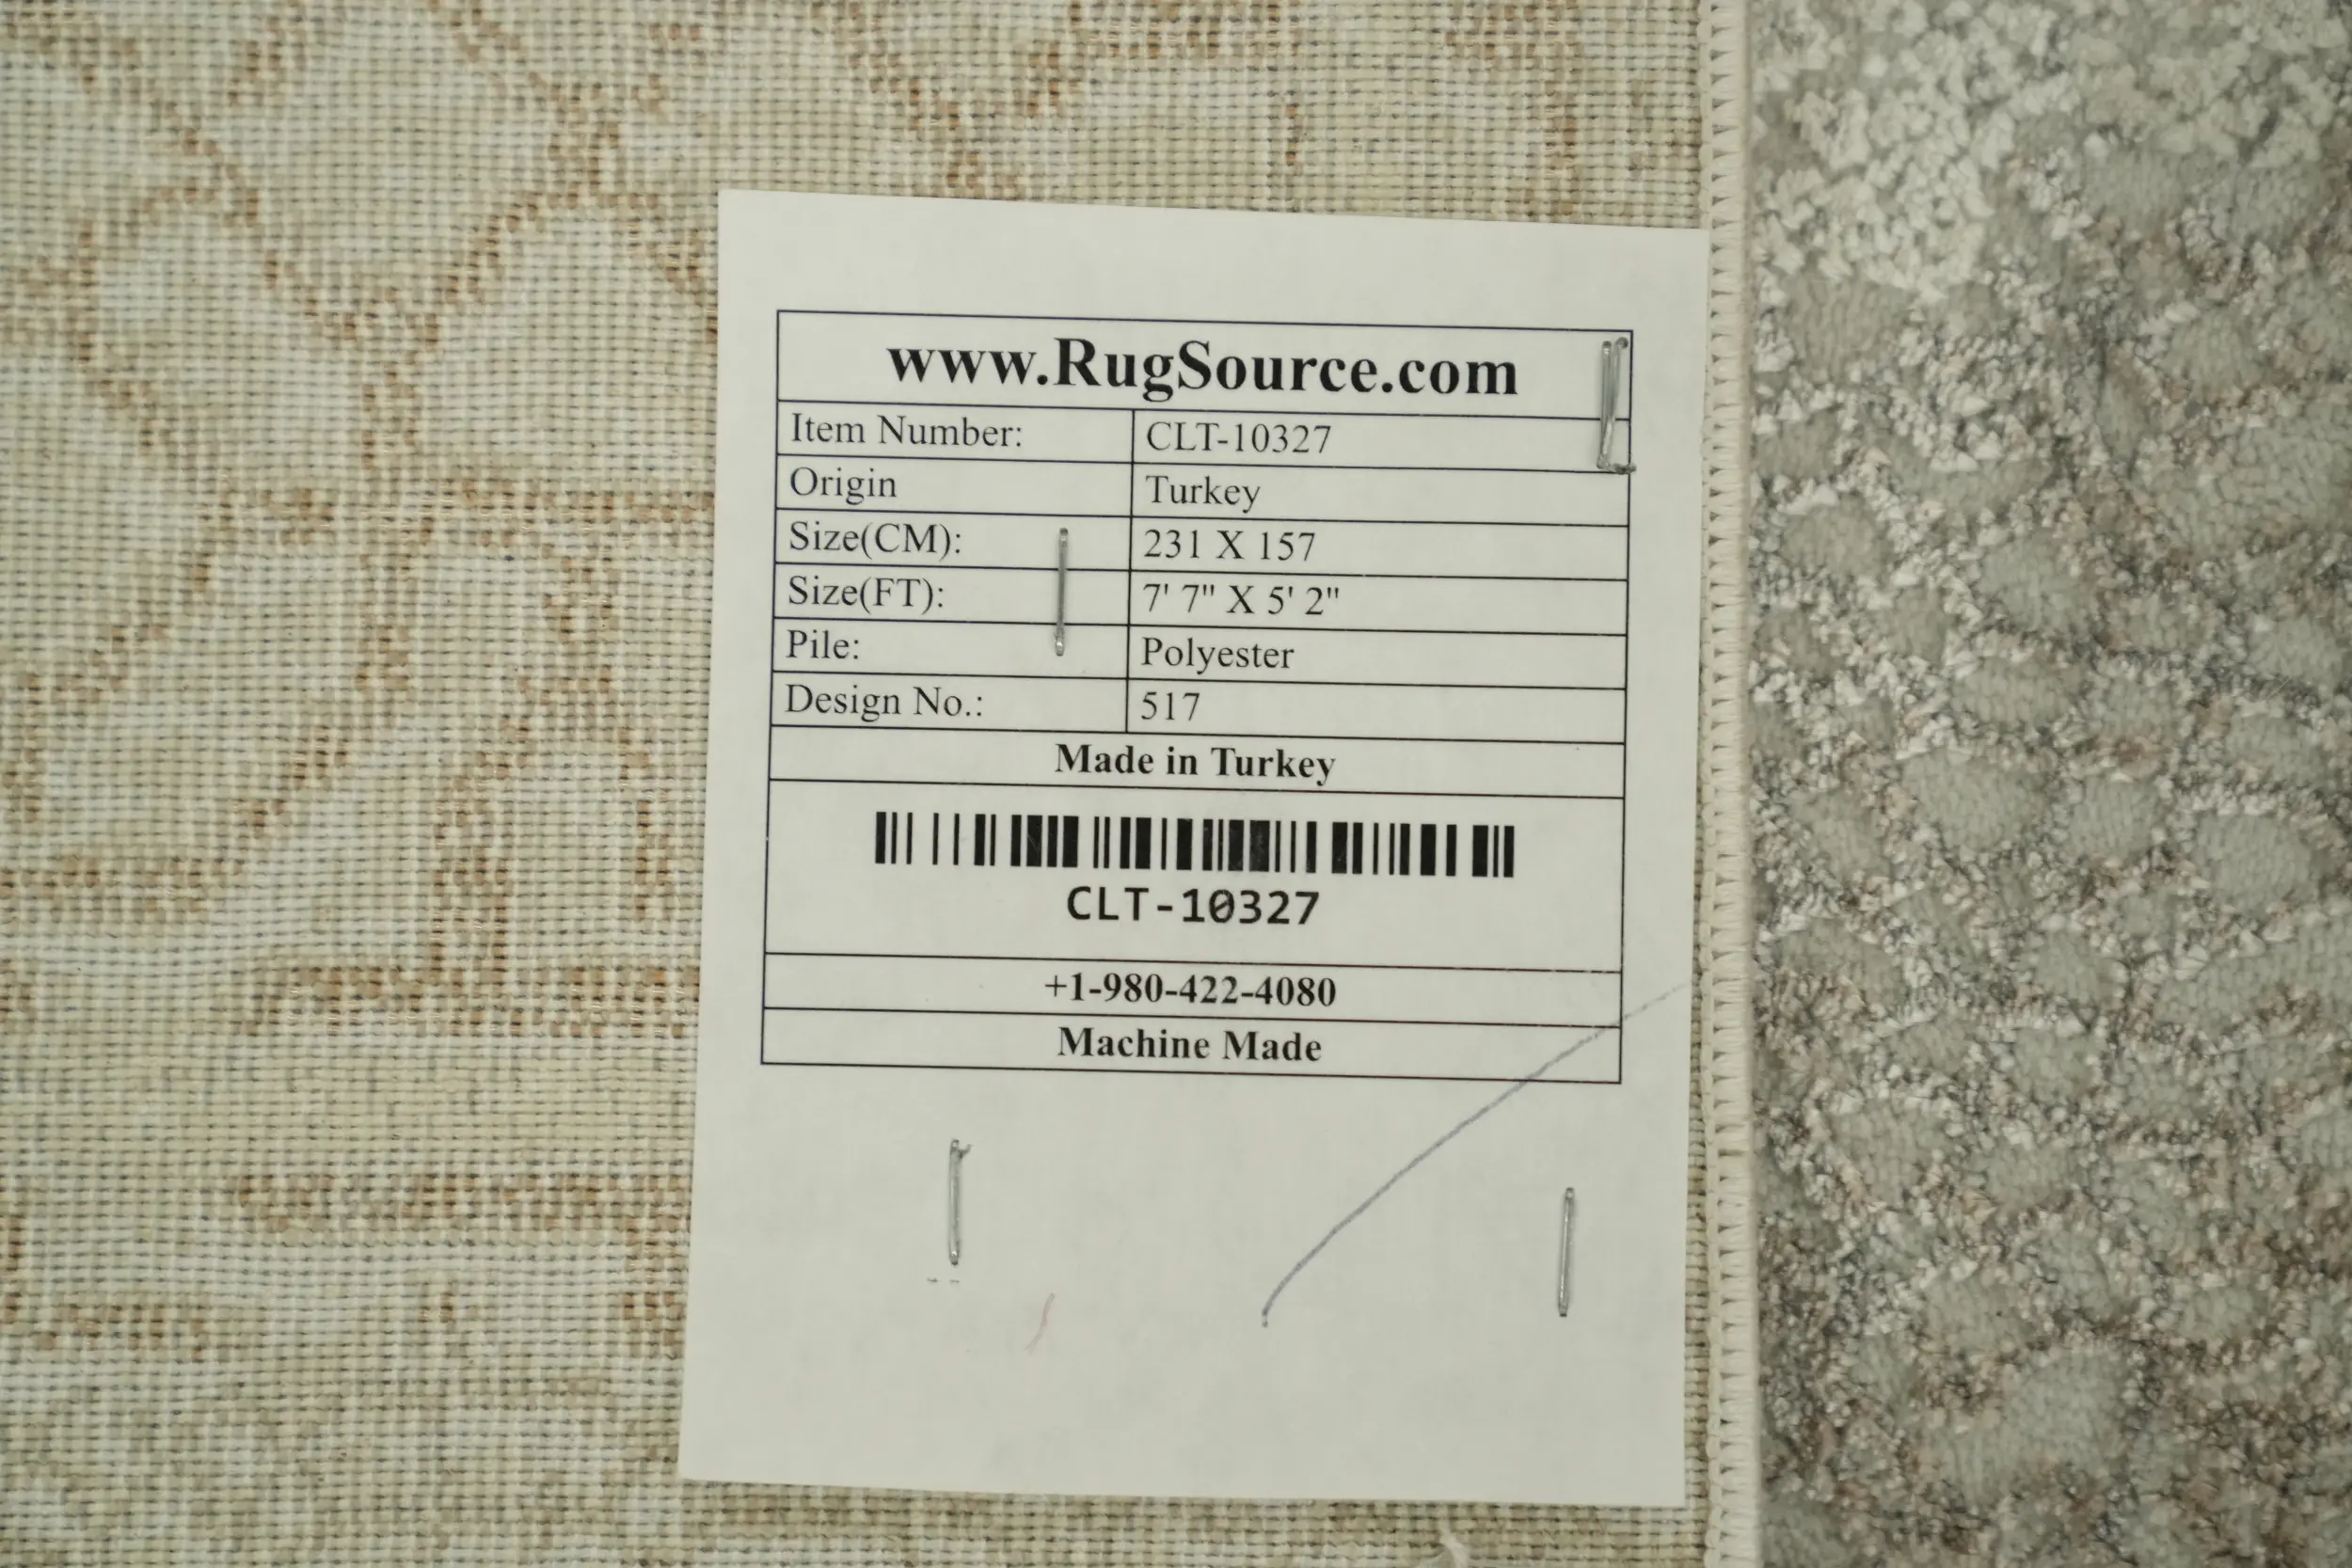 www.RugSource.com
Item Number: CLT-10327
Origin Turkey
Size(CM): 231 X 157
Size(FT): 7' 7" X 5' 2"
Pile: Polyester
Design No.: 517
Made in Turkey
CLT-10327
+1-980-422-4080
Machine Made